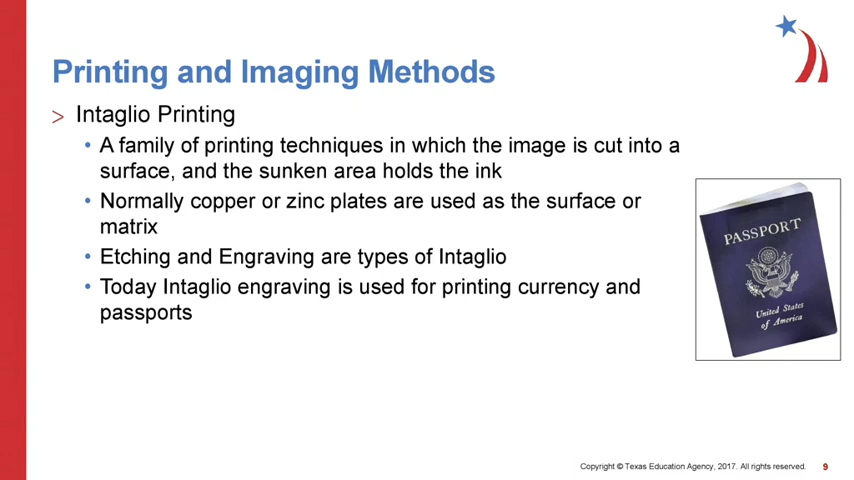 Printing and Imaging Methods
> Intaglio Printing
• A family of printing techniques in which the image is cut into a
surface, and the sunken area holds the ink
• Normally copper or zinc plates are used as the surface or
matrix
• Etching and Engraving are types of Intaglio
• Today Intaglio engraving is used for printing currency and
passports
PASSPORT
United States
of America
Copyright © Texas Education Agency, 2017. All rights reserved. 9